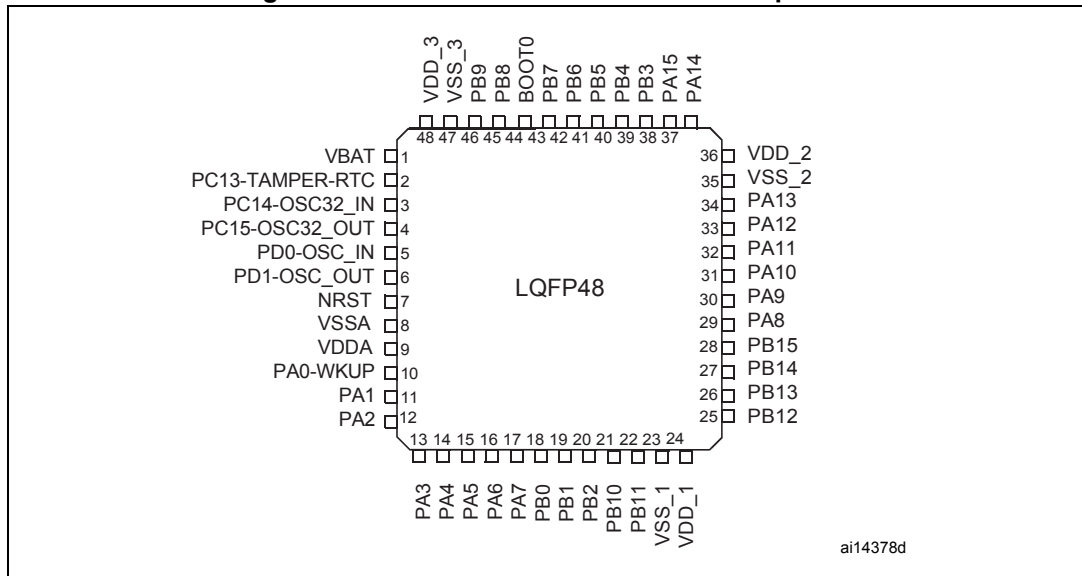 VDD_3
VSS_3
PB9
PB8
BOOT0
PB7
PB6
PB5
PB4
PB3
PA15
PA14
48 47 46 45 44 43 42 41 40 39 38 37
VBAT 1
PC13-TAMPER-RTC 2
PC14-OSC32_IN 3
PC15-OSC32_OUT 4
PD0-OSC_IN 5
PD1-OSC_OUT 6
NRST 7
VSSA 8
VDDA 9
PA0-WKUP 10
PA1 11
PA2 12
LQFP48
36 VDD_2
35 VSS_2
34 PA13
33 PA12
32 PA11
31 PA10
30 PA9
29 PA8
28 PB15
27 PB14
26 PB13
25 PB12
13 14 15 16 17 18 19 20 21 22 23 24
PA3
PA4
PA5
PA6
PA7
PB0
PB1
PB2
PB10
PB11
VSS_1
VDD_1
ai14378d